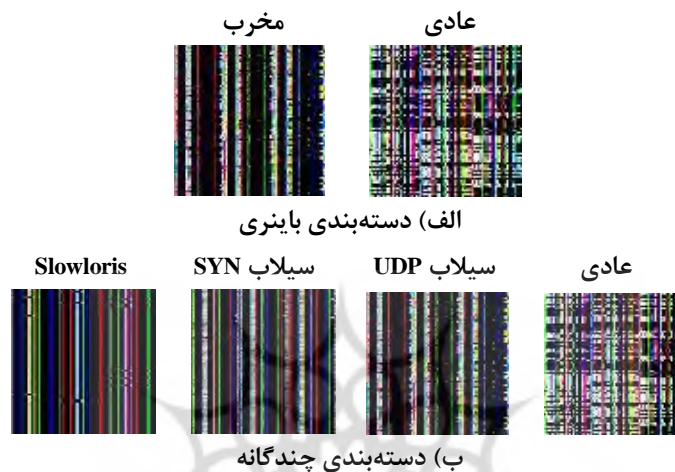 عادی مخرب
الف) دسته‌بندی باینری
عادی سیلاب UDP سیلاب SYN Slowloris
ب) دسته‌بندی چندگانه